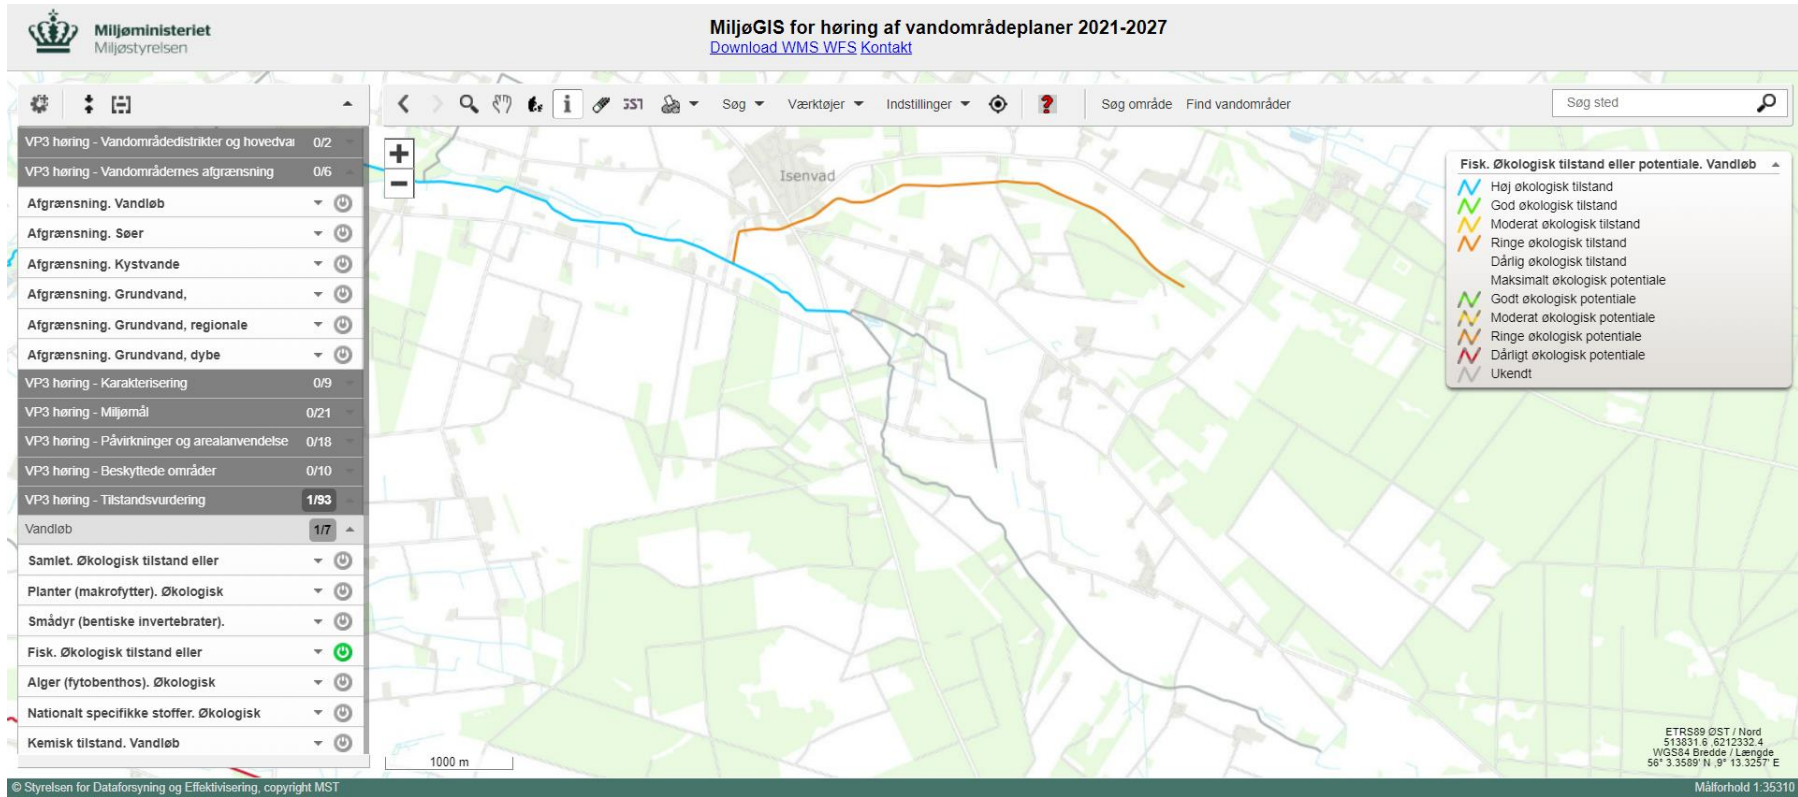 Miljøministeriet
Miljøstyrelsen
MiljøGIS for høring af vandområdeplaner 2021-2027
Download WMS WFS Kontakt
Søg
Værktøjer
Indstillinger
?
Søg område
Find vandområder
Søg sted
VP3 høring - Vandområdedistrikter og hovedva 0/2
VP3 høring - Vandområdernes afgrænsning 0/6
Afgrænsning. Vandløb
Afgrænsning. Søer
Afgrænsning. Kystvande
Afgrænsning. Grundvand,
Afgrænsning. Grundvand, regionale
Afgrænsning. Grundvand, dybe
VP3 høring - Karakterisering 0/9
VP3 høring - Miljømål 0/21
VP3 høring - Påvirkninger og arealanvendelse 0/18
VP3 høring - Beskyttede områder 0/10
VP3 høring - Tilstandsvurdering 1/93
Vandløb 1/7
Samlet. Økologisk tilstand eller
Planter (makrofytter). Økologisk
Smådyr (bentiske invertebrater).
Fisk. Økologisk tilstand eller
Alger (fytobenthos). Økologisk
Nationalt specifikke stoffer. Økologisk
Kemisk tilstand. Vandløb
+
−
Isenvad
Fisk. Økologisk tilstand eller potentiale. Vandløb
Høj økologisk tilstand
God økologisk tilstand
Moderat økologisk tilstand
Ringe økologisk tilstand
Dårlig økologisk tilstand
Maksimalt økologisk potentiale
Godt økologisk potentiale
Moderat økologisk potentiale
Ringe økologisk potentiale
Dårligt økologisk potentiale
Ukendt
1000 m
ETRS89 ØST / Nord
513831.6 ,6212332.4
WGS84 Bredde / Længde
56° 3.3589' N ,9° 13.3257' E
© Styrelsen for Dataforsyning og Effektivisering, copyright MST
Målforhold 1:35310